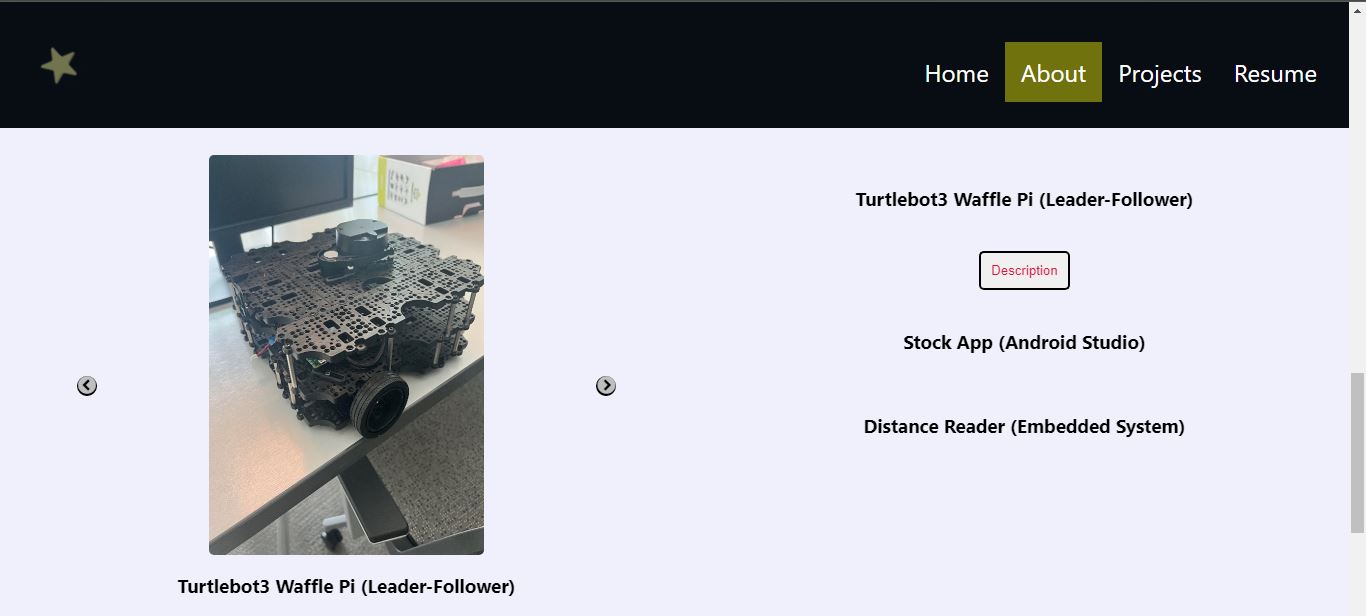 Home About Projects Resume
Turtlebot3 Waffle Pi (Leader-Follower)
Description
Stock App (Android Studio)
Distance Reader (Embedded System)
Turtlebot3 Waffle Pi (Leader-Follower)